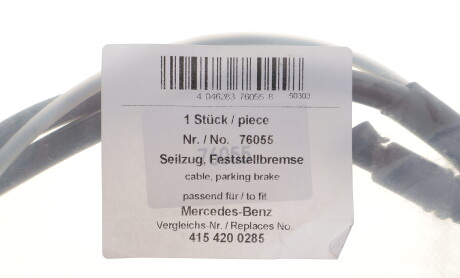 4 046283 76055 8 50303
1 Stück / piece
Nr. / No. 76055
Seilzug, Feststellbremse
cable, parking brake
passend für / to fit
Mercedes-Benz
Vergleichs-Nr. / Replaces No.
415 420 0285